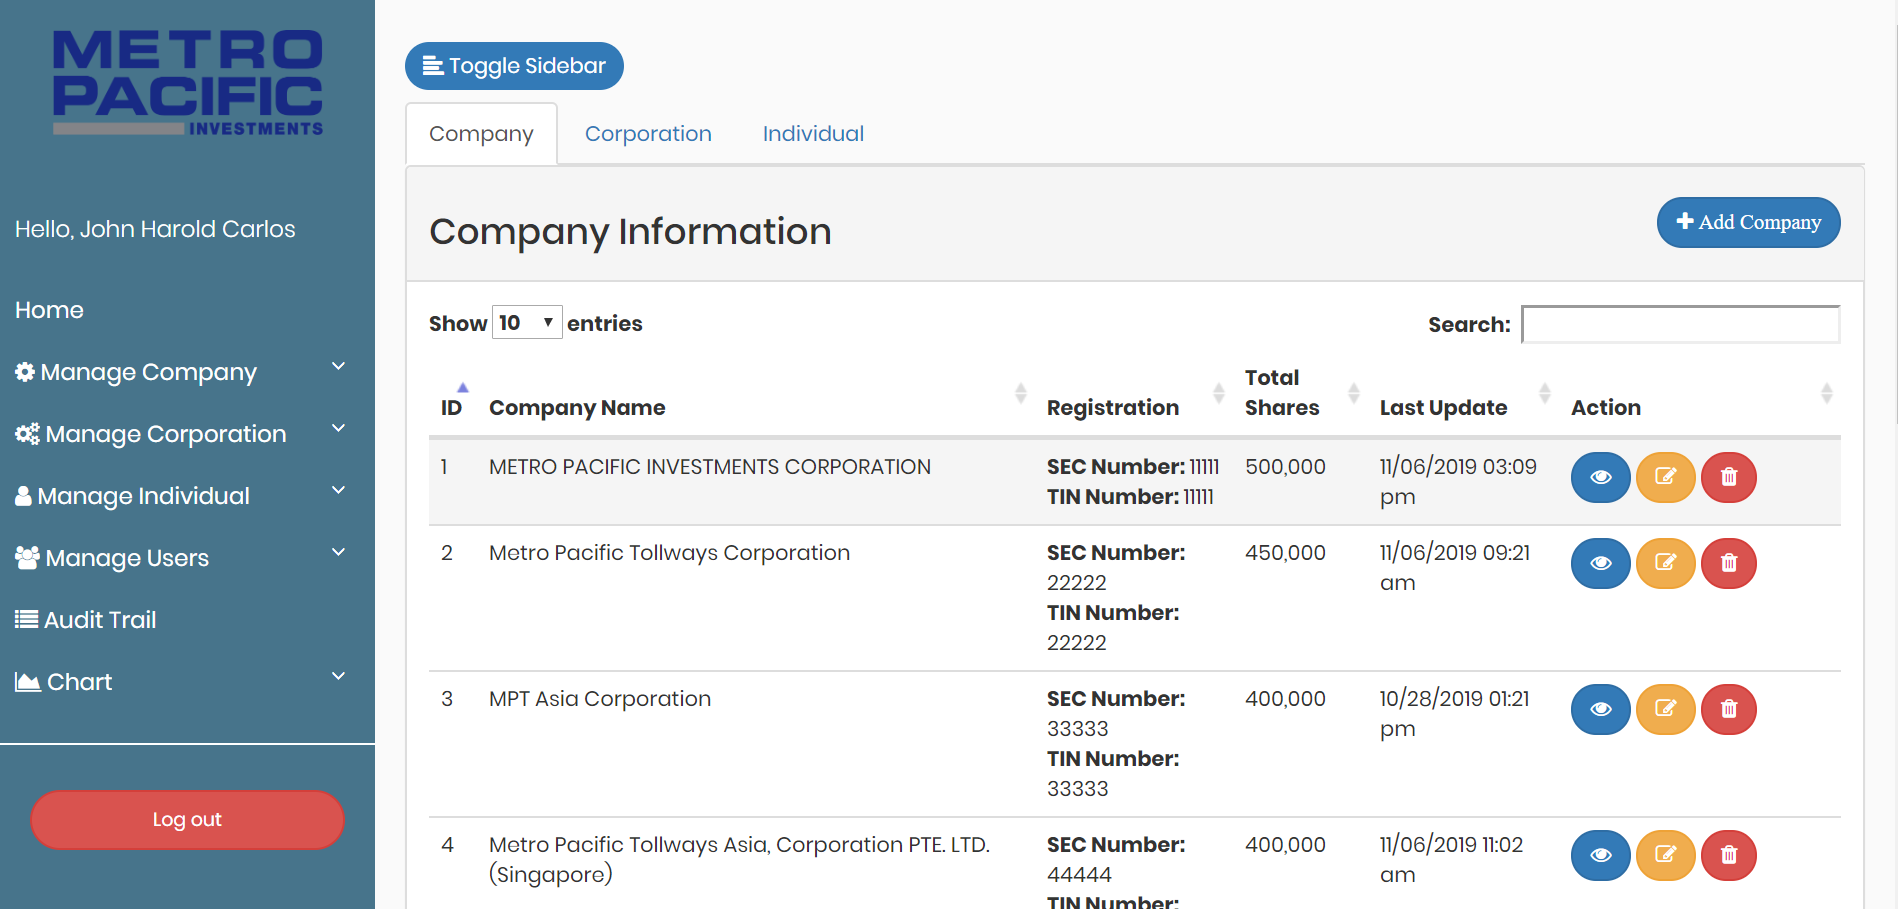 METRO
PACIFIC
INVESTMENTS
Hello, John Harold Carlos
Home
Manage Company
Manage Corporation
Manage Individual
Manage Users
Audit Trail
Chart
Log out
Toggle Sidebar
Company Corporation Individual
Company Information
Add Company
Show 10 entries
Search:
ID Company Name Registration Total Shares Last Update Action
1 METRO PACIFIC INVESTMENTS CORPORATION SEC Number: 11111 500,000 11/06/2019 03:09
TIN Number: 11111 pm
2 Metro Pacific Tollways Corporation SEC Number: 450,000 11/06/2019 09:21
22222 am
TIN Number:
22222
3 MPT Asia Corporation SEC Number: 400,000 10/28/2019 01:21
33333 pm
TIN Number:
33333
4 Metro Pacific Tollways Asia, Corporation PTE. LTD. SEC Number: 400,000 11/06/2019 11:02
(Singapore) 44444 am
TIN Number: